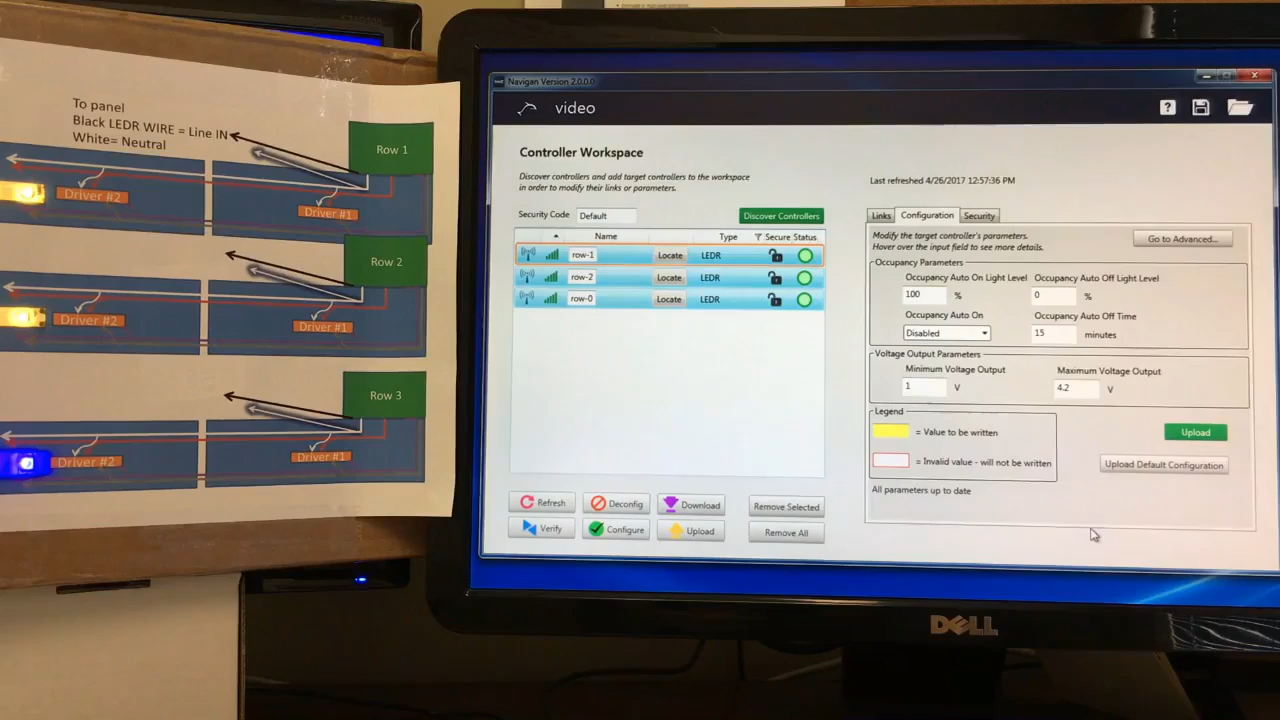 To panel
Black LEDR WIRE = Line IN
White= Neutral
Row 1
Driver #2
Driver #1
Row 2
Driver #2
Driver #1
Row 3
Driver #2
Driver #1
Navigan Version 2.0.0.0
video
?
Controller Workspace
Discover controllers and add target controllers to the workspace
in order to modify their links or parameters.
Last refreshed 4/26/2017 12:57:36 PM
Security Code Default Discover Controllers
Name Type Secure Status
row-1 Locate LEDR
row-2 Locate LEDR
row-0 Locate LEDR
Refresh Deconfig Download Remove Selected
Verify Configure Upload Remove All
Links Configuration Security
Modify the target controller's parameters.
Hover over the input field to see more details.
Go to Advanced...
Occupancy Parameters
Occupancy Auto On Light Level Occupancy Auto Off Light Level
100 % 0 %
Occupancy Auto On Occupancy Auto Off Time
Disabled 15 minutes
Voltage Output Parameters
Minimum Voltage Output Maximum Voltage Output
1 V 4.2 V
Legend
= Value to be written
= Invalid value - will not be written
Upload
Upload Default Configuration
All parameters up to date
DELL